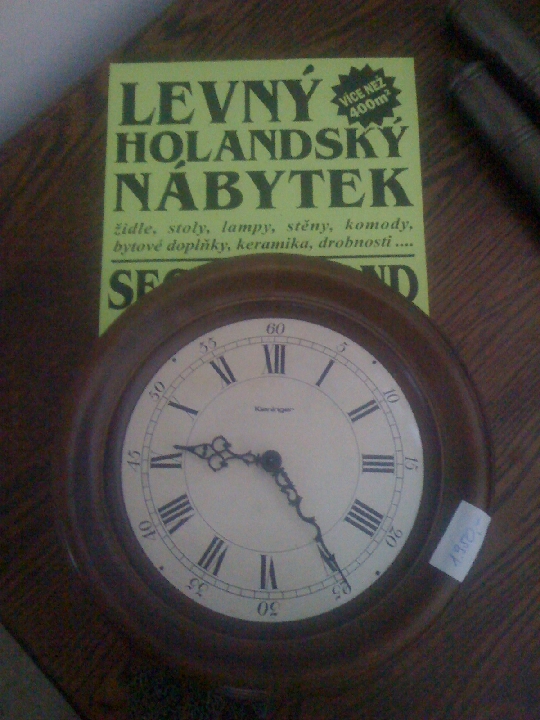 LEVNÝ
VÍCE NEŽ
400m²
HOLANDSKÝ
NÁBYTEK
židle, stoly, lampy, stěny, komody,
bytové doplňky, keramika, drobnosti ....
60
55 5
XII
XI I
50 10
X II
Kieninger
45 15
IX III
VIII IIII
40 20
VII V
VI
35 25
30
1950,-